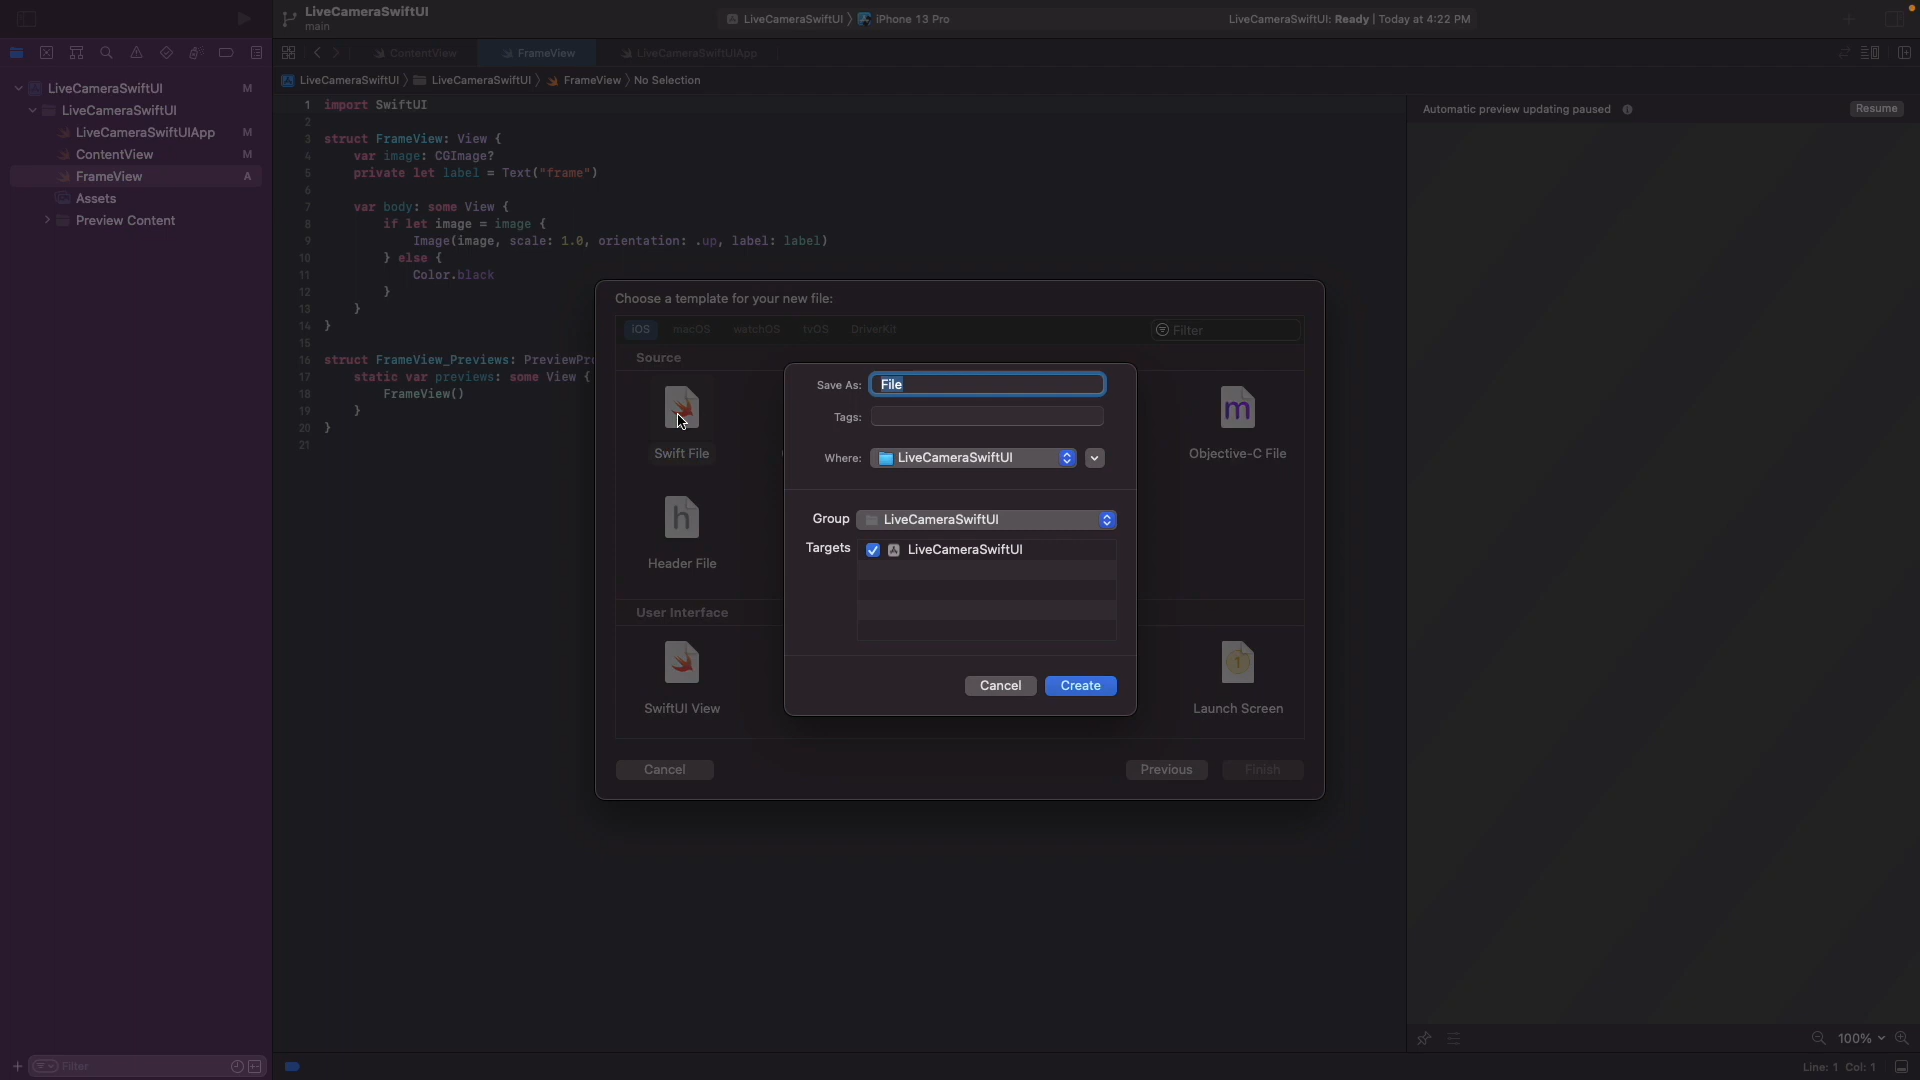 LiveCameraSwiftUI
main
LiveCameraSwiftUI
iPhone 13 Pro
LiveCameraSwiftUI: Ready | Today at 4:22 PM
ContentView
FrameView
LiveCameraSwiftUIApp
LiveCameraSwiftUI
LiveCameraSwiftUI
FrameView
No Selection
LiveCameraSwiftUI M
LiveCameraSwiftUI
LiveCameraSwiftUIApp M
ContentView M
FrameView A
Assets
Preview Content
1 import SwiftUI
2
3 struct FrameView: View {
4 var image: CGImage?
5 private let label = Text("frame")
6
7 var body: some View {
8 if let image = image {
9 Image(image, scale: 1.0, orientation: .up, label: label)
10 } else {
11 Color.black
12 }
13 }
14 }
15
16 struct FrameView_Previews: PreviewPr
17 static var previews: some View {
18 FrameView()
19 }
20 }
21
Automatic preview updating paused
Resume
Choose a template for your new file:
iOS
macOS
watchOS
tvOS
DriverKit
Filter
Source
Swift File
m
Objective-C File
h
Header File
User Interface
SwiftUI View
1
Launch Screen
Cancel
Previous
Finish
Save As: File
Tags:
Where: LiveCameraSwiftUI
Group LiveCameraSwiftUI
Targets LiveCameraSwiftUI
Cancel
Create
100%
Filter
Line: 1 Col: 1